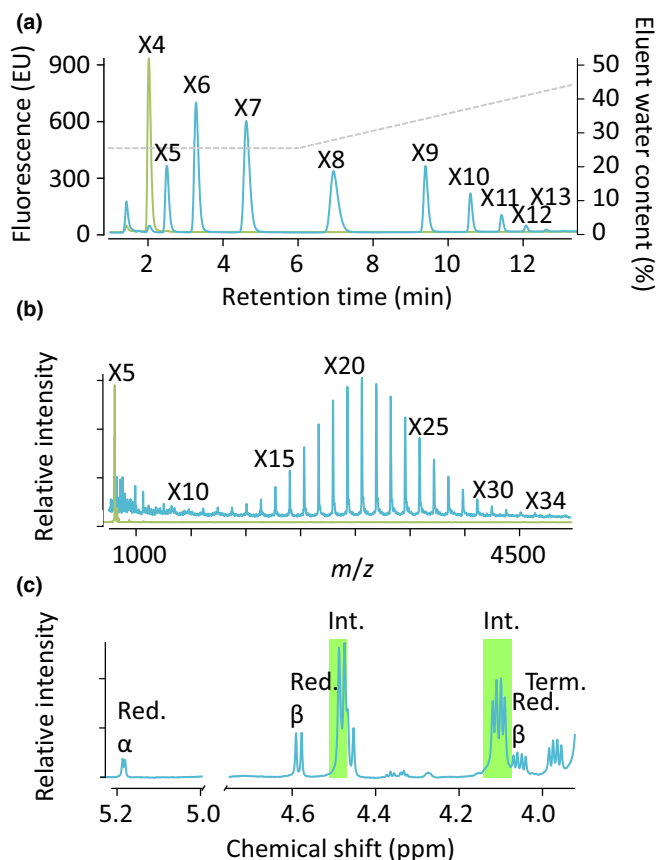 (a)
Fluorescence (EU)
900
600
300
0
X4
X5
X6
X7
X8
X9
X10
X11
X12
X13
50
40
30
20
10
0
Eluent water content (%)
2 4 6 8 10 12
Retention time (min)
(b)
Relative intensity
X5
X10
X15
X20
X25
X30
X34
1000 4500
m/z
(c)
Relative intensity
Red.
α
Red.
β
Int.
Int.
Term.
Red.
β
5.2 5.0 4.6 4.4 4.2 4.0
Chemical shift (ppm)